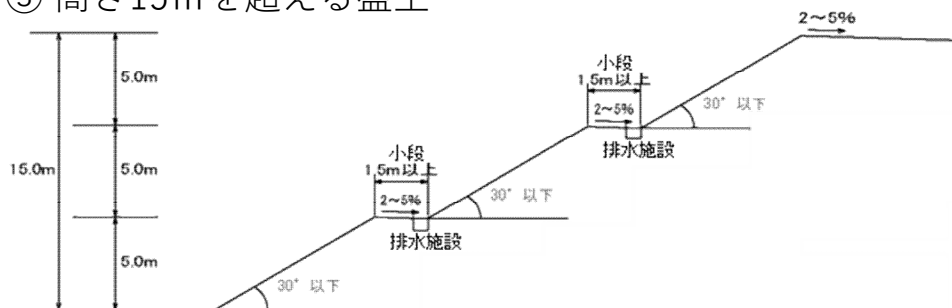 ③ 高さ15mを超える盛土
2～5%
小段
1.5m以上
5.0m
2～5%
30° 以下
排水施設
小段
1.5m以上
15.0m
5.0m
2～5%
30° 以下
排水施設
5.0m
30° 以下